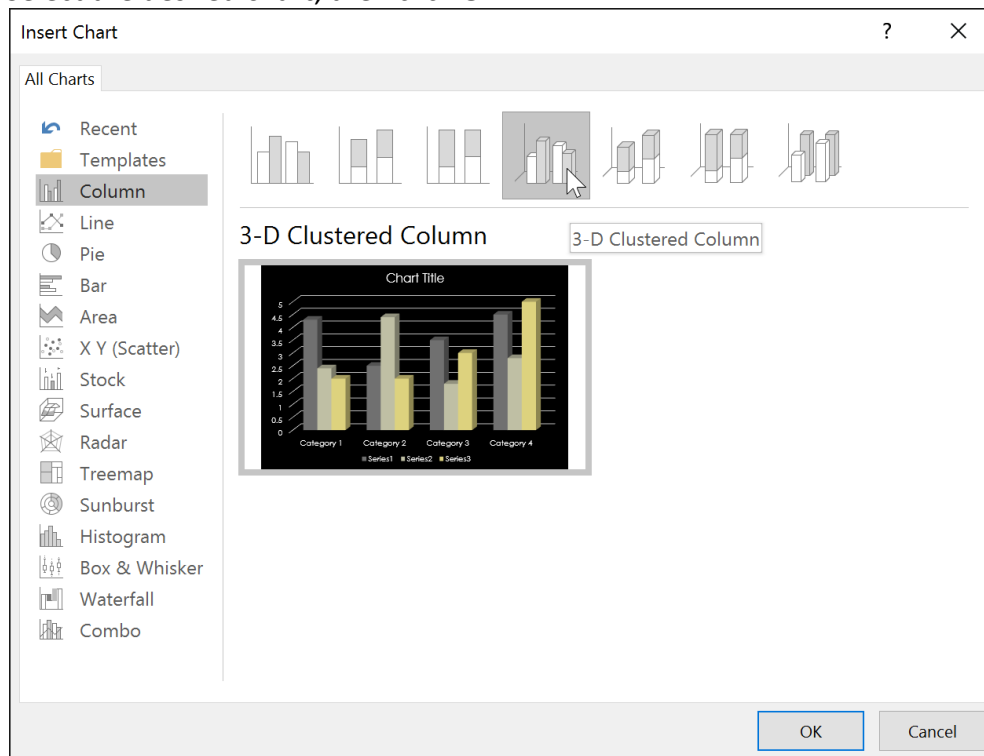 Insert Chart
?
All Charts
Recent
Templates
Column
Line
Pie
Bar
Area
X Y (Scatter)
Stock
Surface
Radar
Treemap
Sunburst
Histogram
Box & Whisker
Waterfall
Combo
3-D Clustered Column
3-D Clustered Column
Chart Title
5
4.5
4
3.5
3
2.5
2
1.5
1
0.5
0
Category 1 Category 2 Category 3 Category 4
Series1 Series2 Series3
OK Cancel